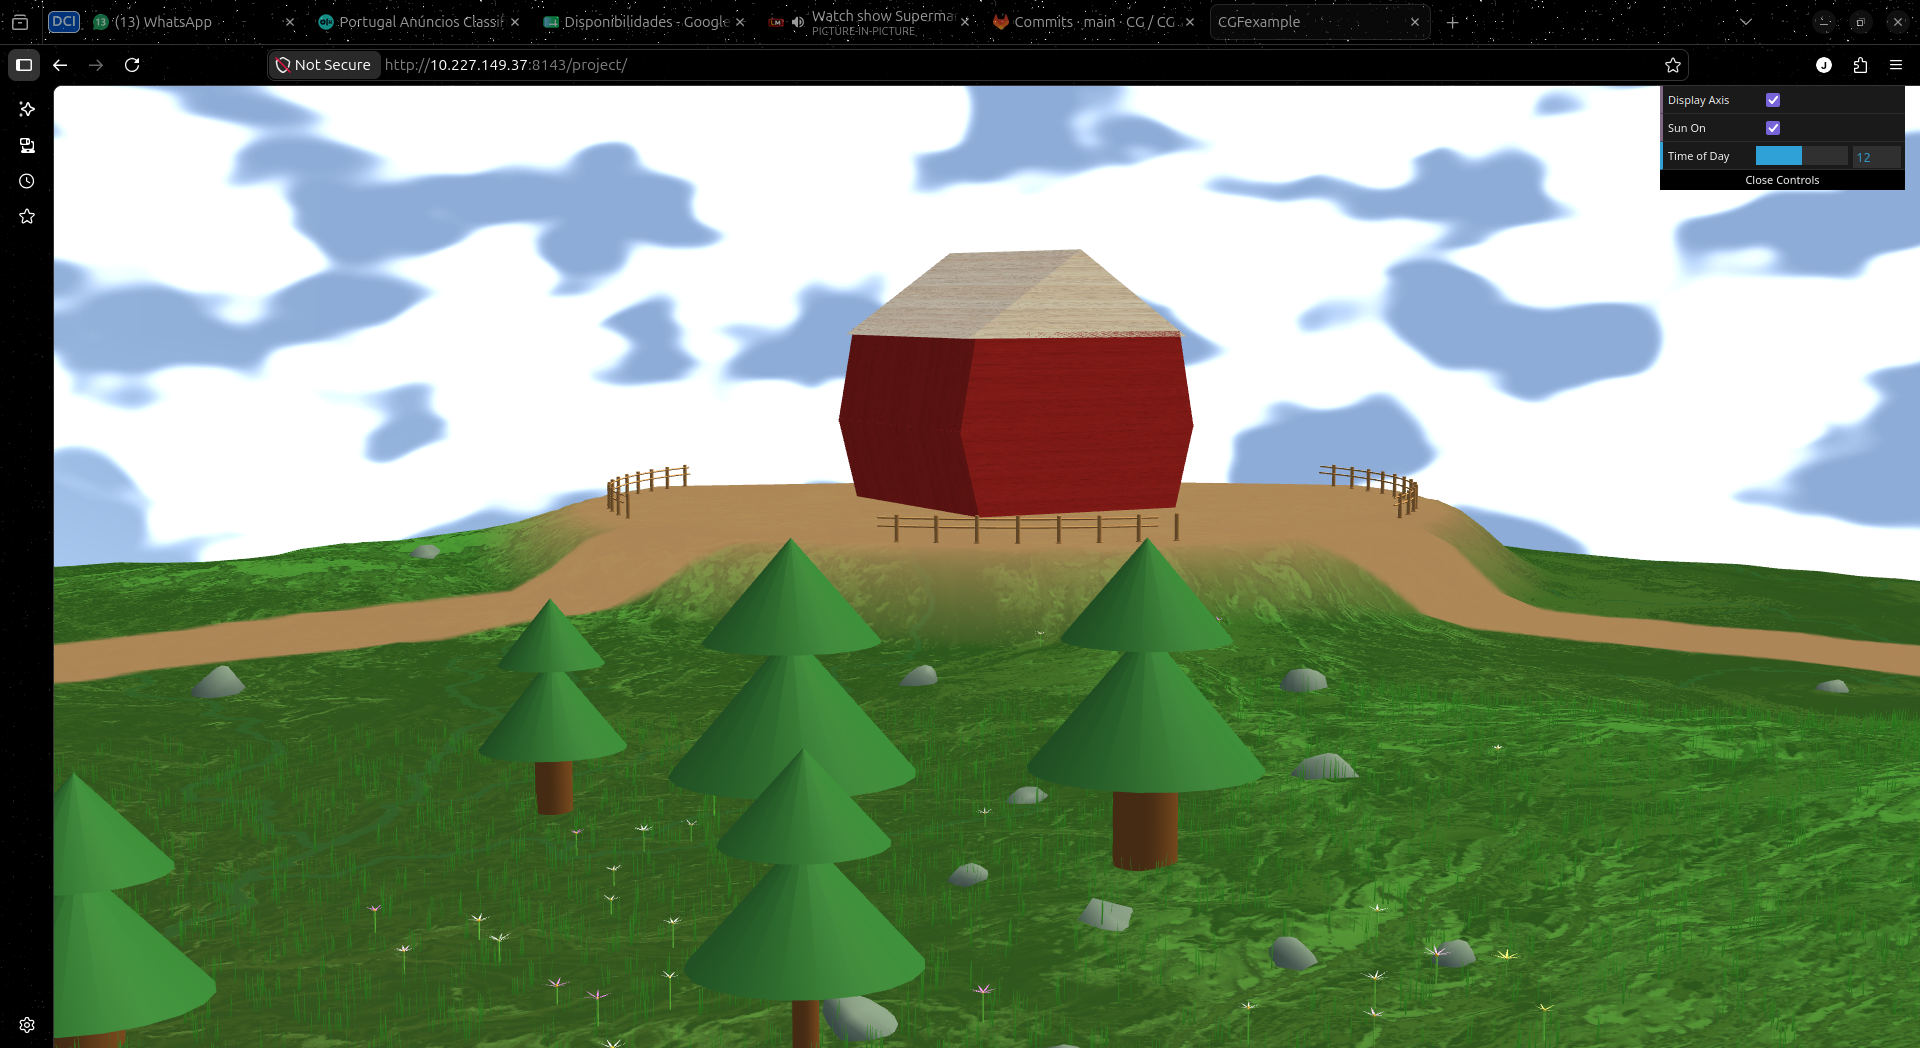 DCI
(13) WhatsApp
Portugal Anúncios Classif
Disponibilidades - Google
Watch show Superma
PICTURE-IN-PICTURE
Commits · main · CG / CG
CGFexample
Not Secure
http://10.227.149.37:8143/project/
J
Display Axis
Sun On
Time of Day
12
Close Controls